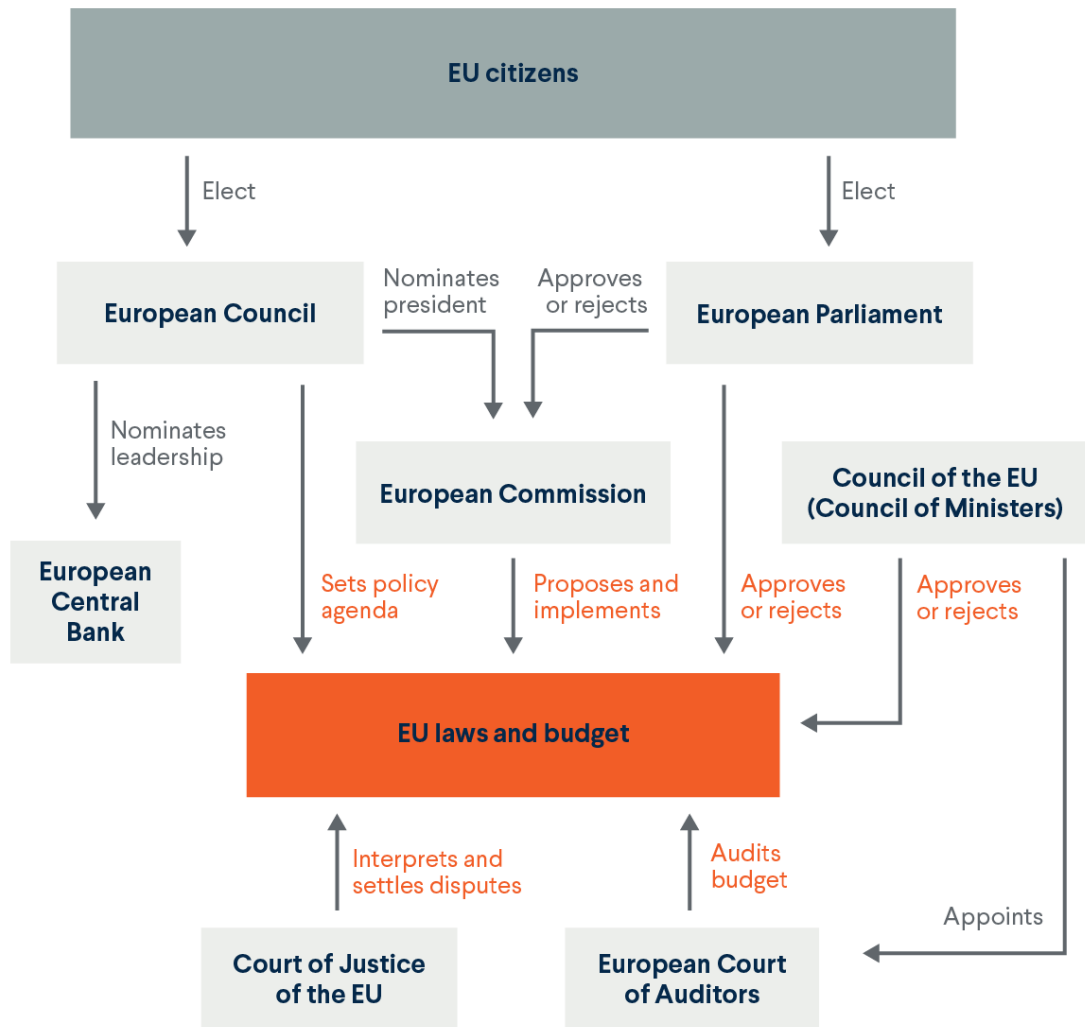 EU citizens
Elect
Elect
European Council
Nominates
president
Approves
or rejects
European Parliament
Nominates
leadership
European Commission
Council of the EU
(Council of Ministers)
European
Central
Bank
Sets policy
agenda
Proposes and
implements
Approves
or rejects
Approves
or rejects
EU laws and budget
Interprets and
settles disputes
Audits
budget
Appoints
Court of Justice
of the EU
European Court
of Auditors